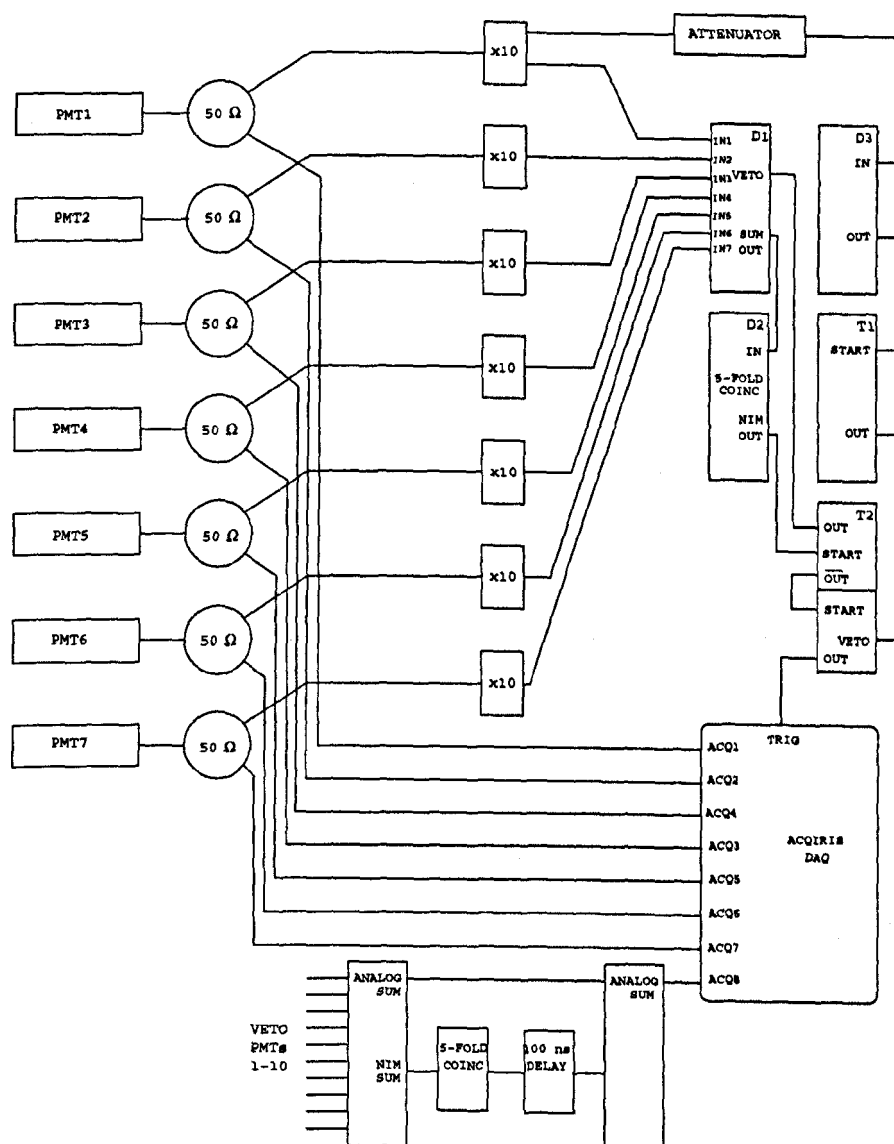 x10
ATTENUATOR
PMT1
50 Ω
D1
D3
IN1
IN2
IN3
IN4
IN5
IN6
IN7
VETO
SUM
OUT
IN
OUT
x10
PMT2
50 Ω
x10
PMT3
50 Ω
D2
IN
5-FOLD
COINC
NIM
OUT
T1
START
OUT
x10
PMT4
50 Ω
x10
PMT5
50 Ω
T2
OUT
START
OUT
START
VETO
OUT
x10
PMT6
50 Ω
x10
PMT7
50 Ω
TRIG
ACQ1
ACQ2
ACQ4
ACQ3
ACQ5
ACQ6
ACQ7
ACQ8
ACQIRIS
DAQ
VETO
PMTs
1-10
ANALOG
SUM
NIM
SUM
5-FOLD
COINC
100 ns
DELAY
ANALOG
SUM